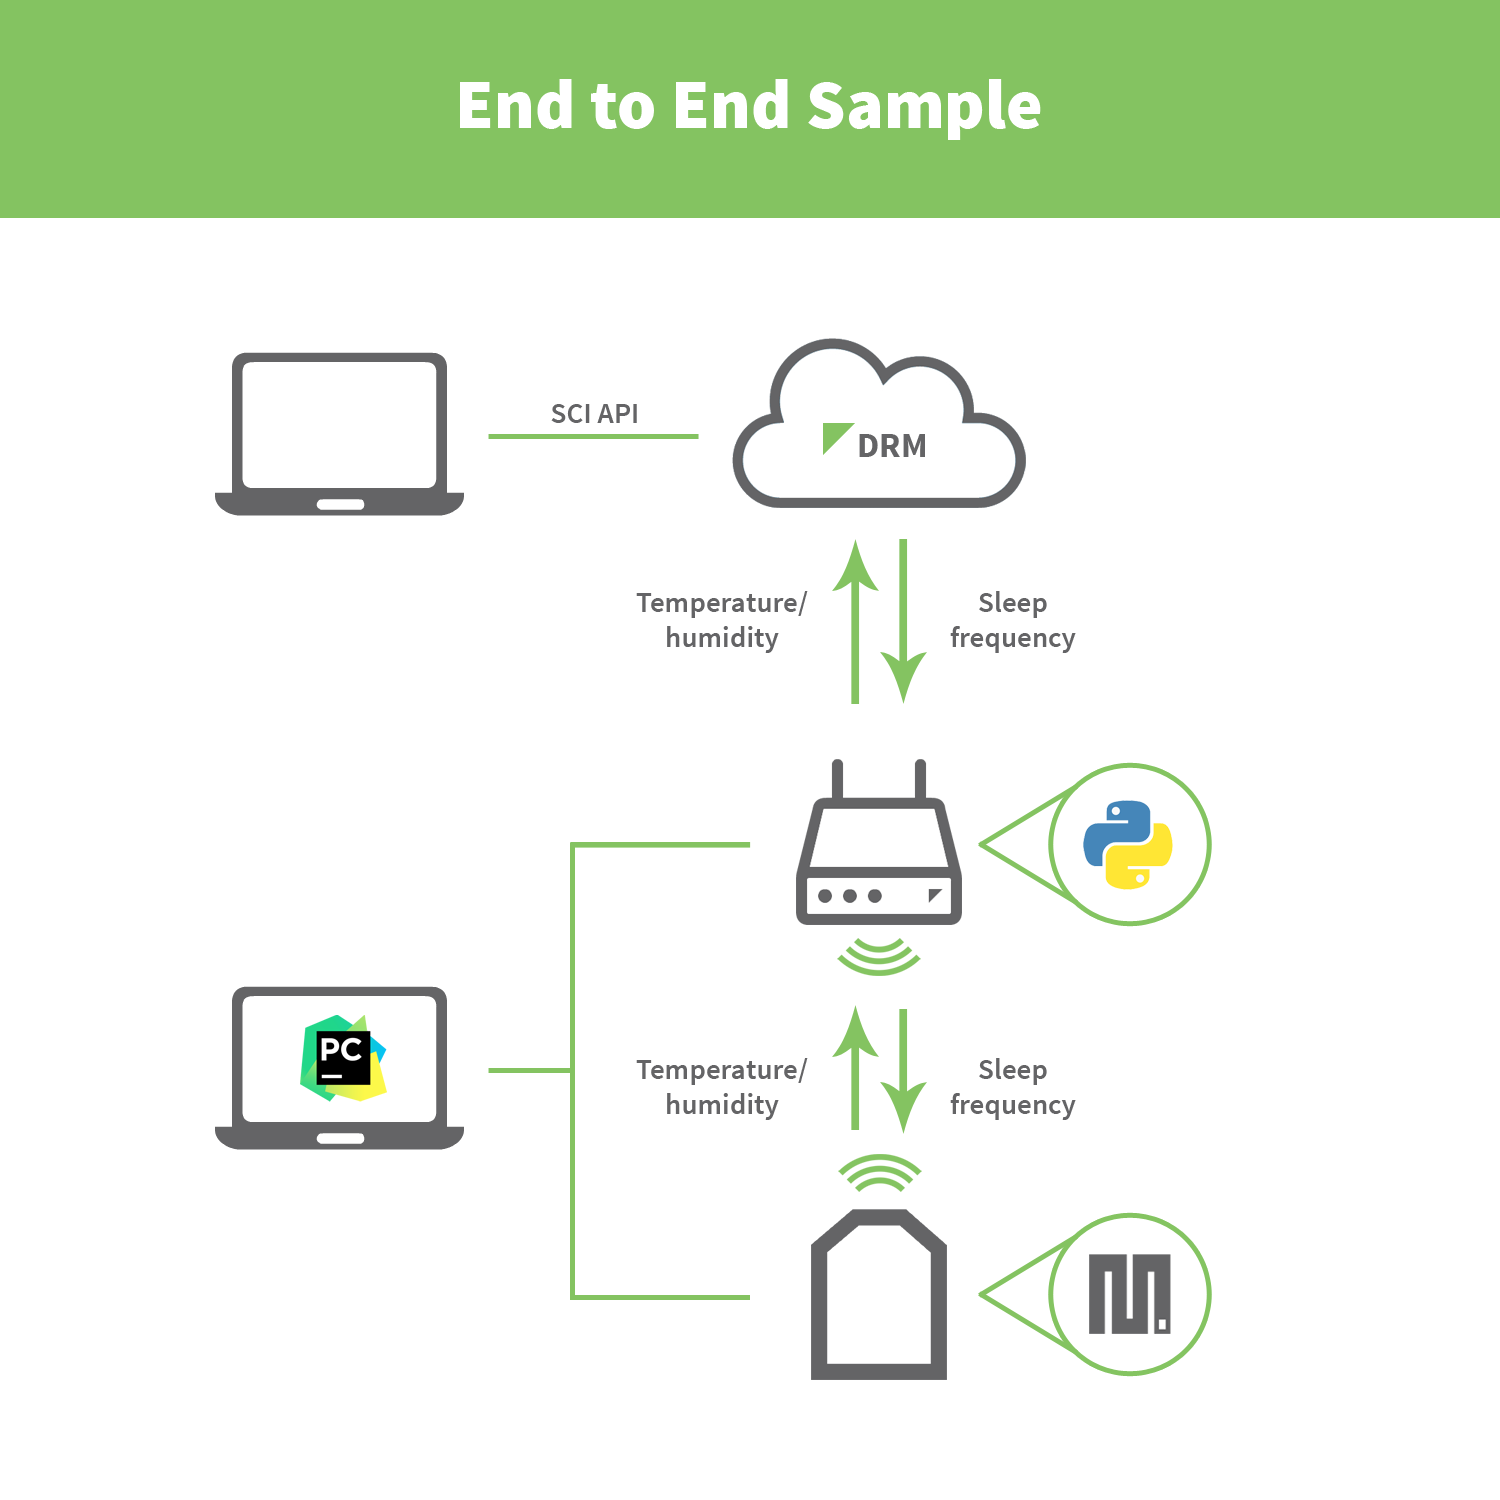 End to End Sample
SCI API
DRM
Temperature/
humidity
Sleep
frequency
PC
Temperature/
humidity
Sleep
frequency